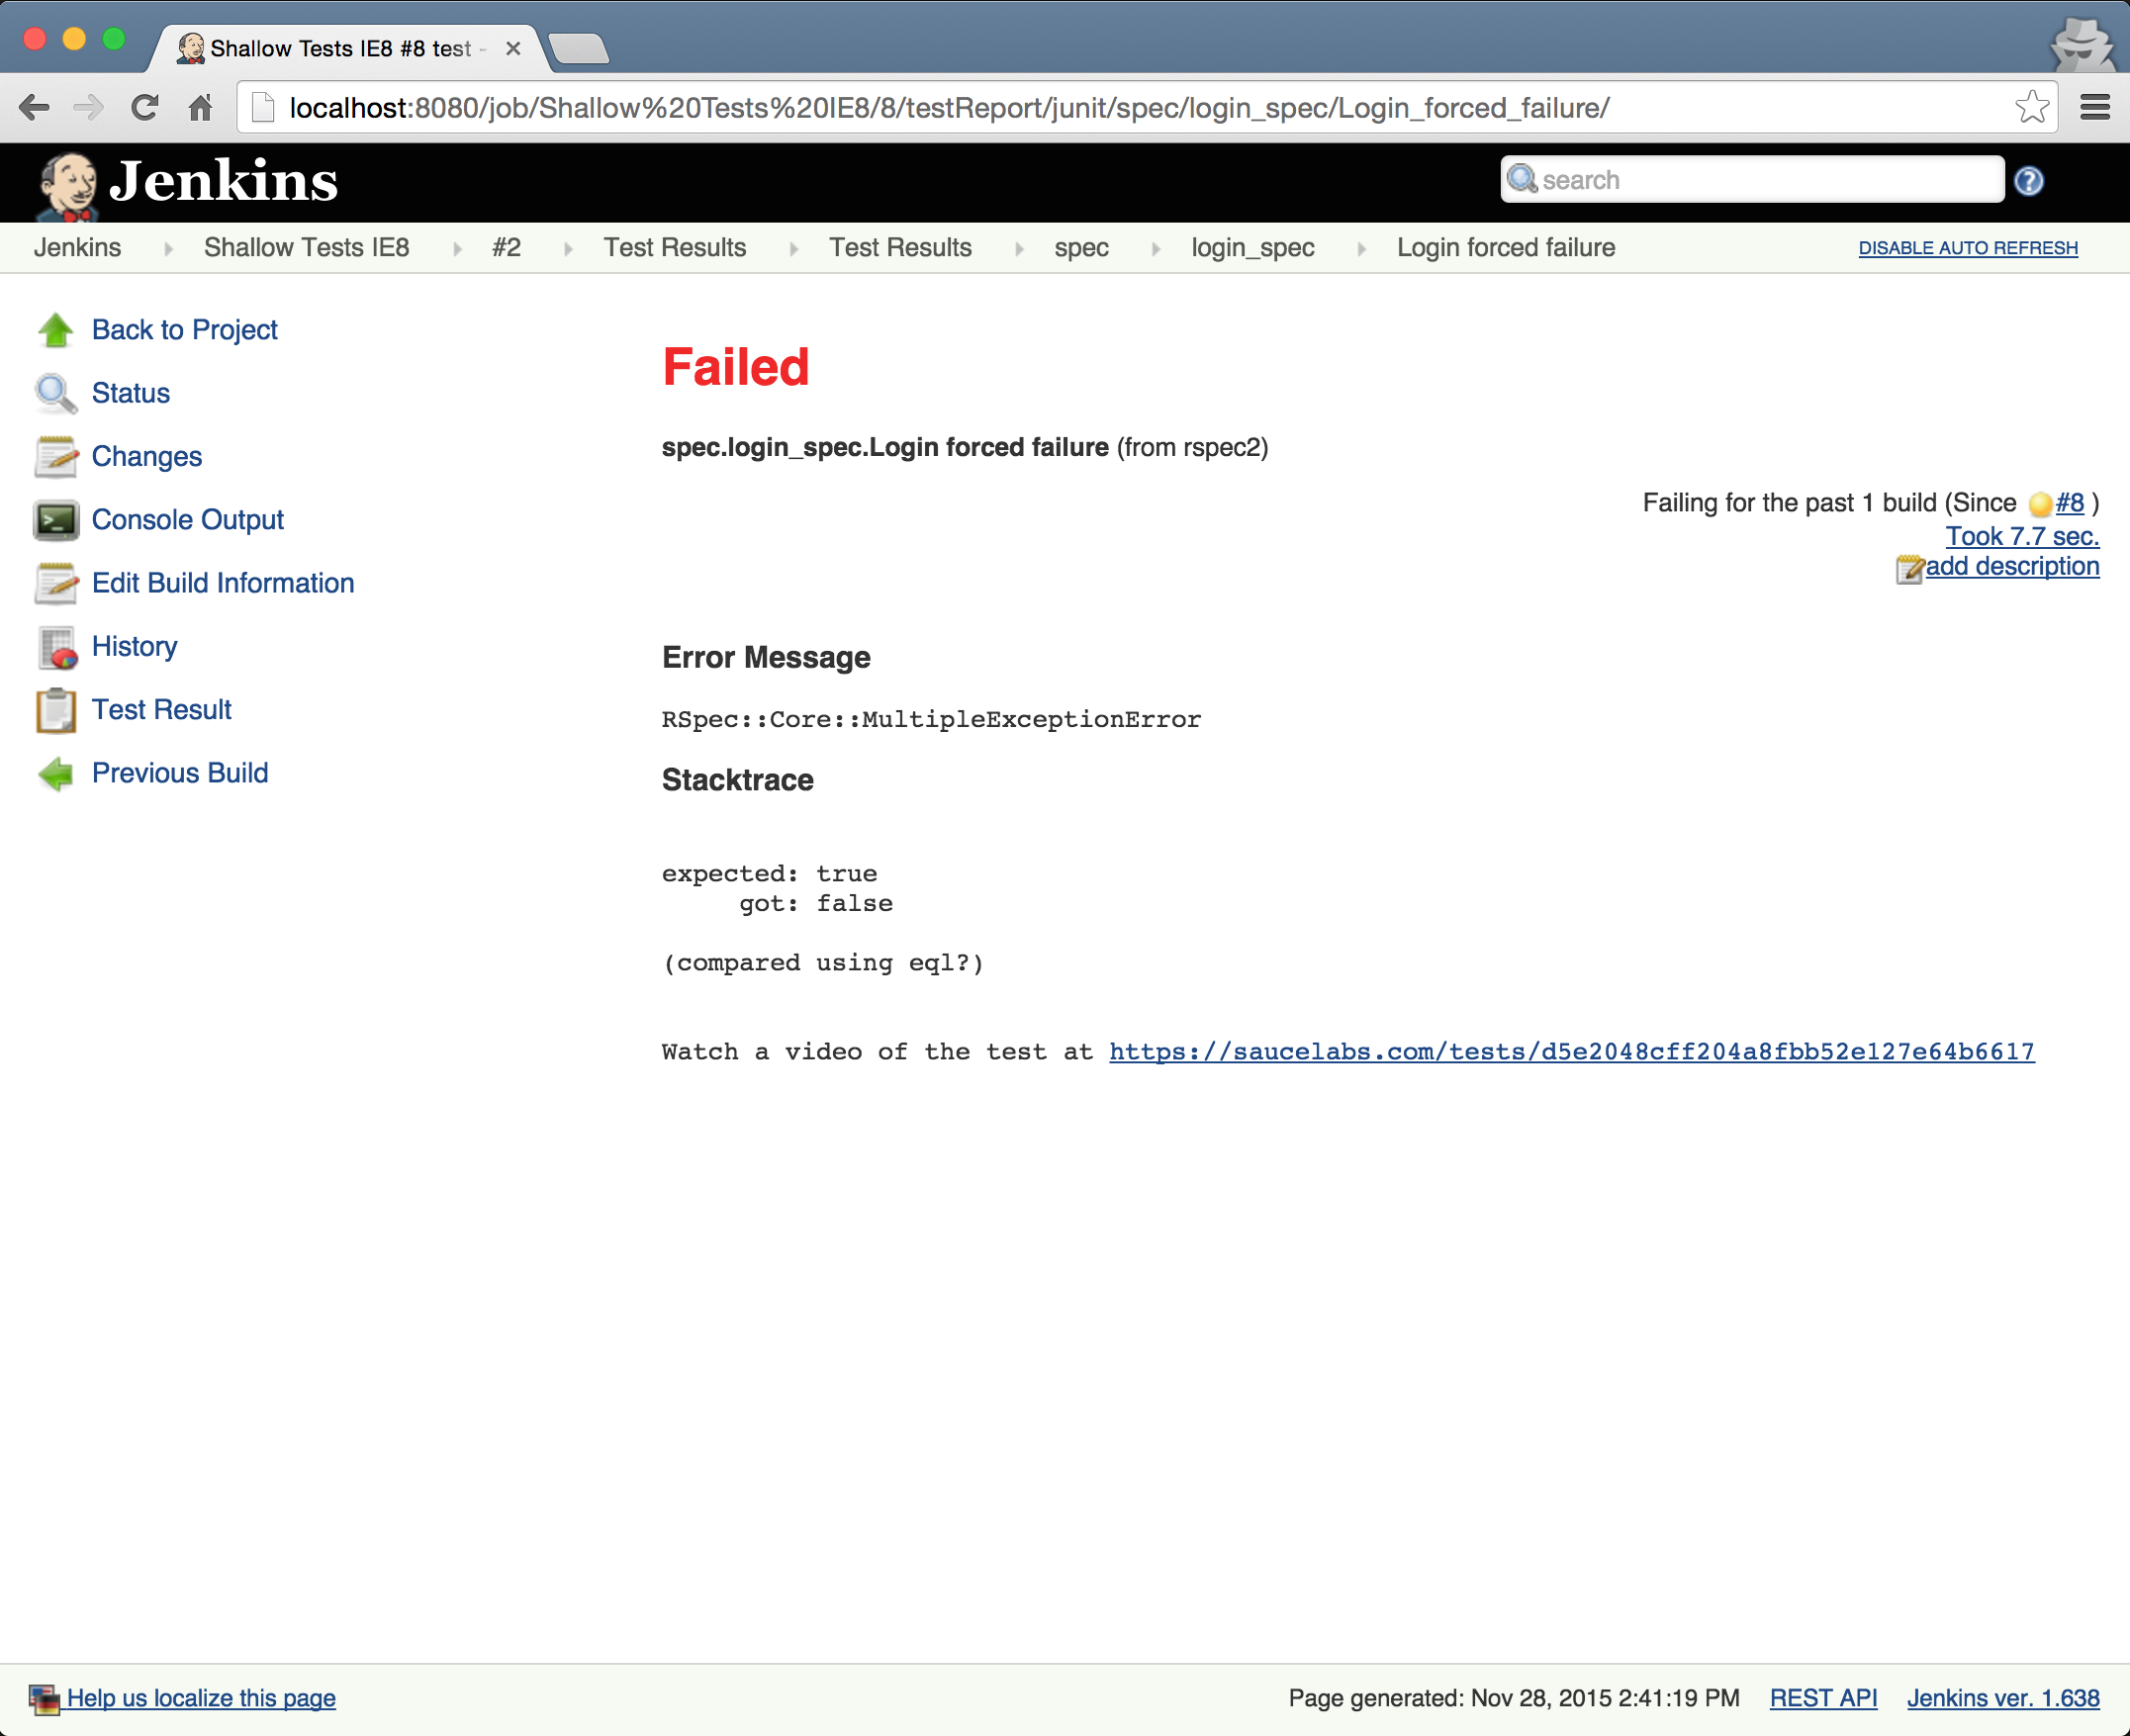 Shallow Tests IE8 #8 test -
localhost:8080/job/Shallow%20Tests%20IE8/8/testReport/junit/spec/login_spec/Login_forced_failure/
Jenkins
search
?
Jenkins Shallow Tests IE8 #2 Test Results Test Results spec login_spec Login forced failure DISABLE AUTO REFRESH
Back to Project
Status
Changes
Console Output
Edit Build Information
History
Test Result
Previous Build
Failed
spec.login_spec.Login forced failure (from rspec2)
Failing for the past 1 build (Since #8 )
Took 7.7 sec.
add description
Error Message
RSpec::Core::MultipleExceptionError
Stacktrace
expected: true
got: false
(compared using eql?)
Watch a video of the test at https://saucelabs.com/tests/d5e2048cff204a8fbb52e127e64b6617
Help us localize this page
Page generated: Nov 28, 2015 2:41:19 PM REST API Jenkins ver. 1.638